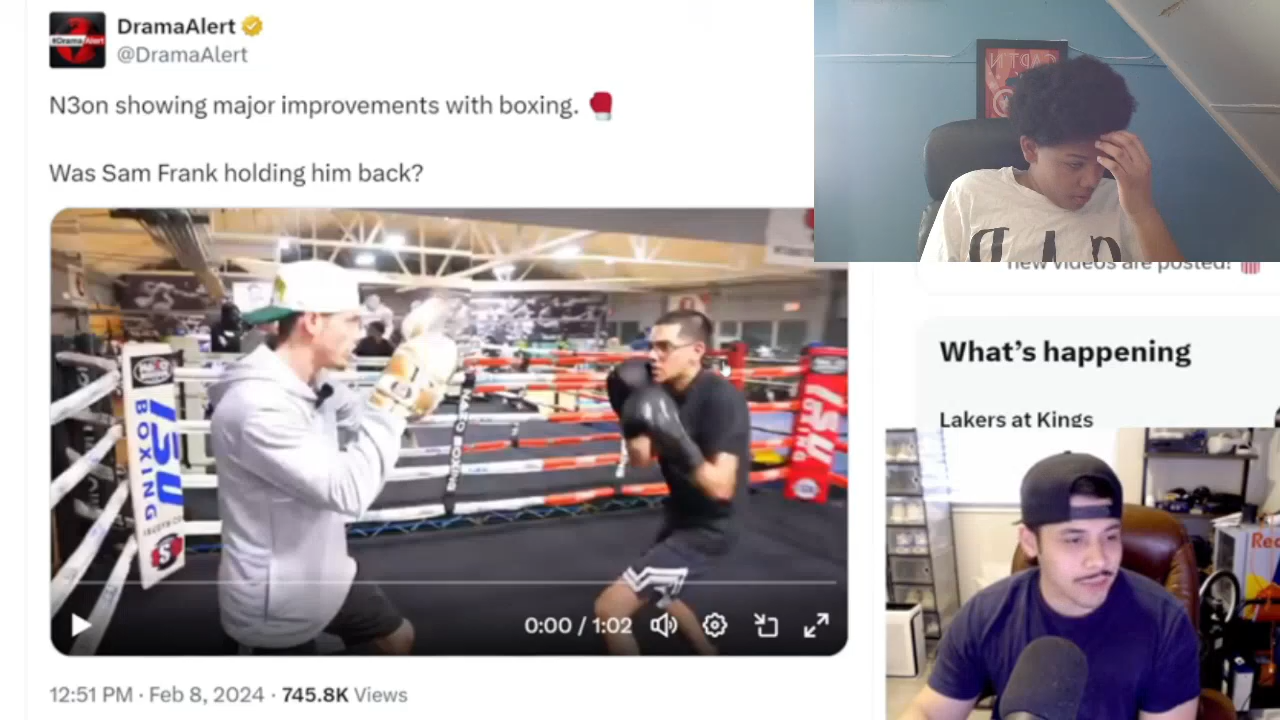 DramaAlert
@DramaAlert
N3on showing major improvements with boxing. 🥊
Was Sam Frank holding him back?
#DramaAlert
BOXING
new videos are posted! 🍿
What's happening
Lakers at Kings
0:00 / 1:02
12:51 PM · Feb 8, 2024 · 745.8K Views